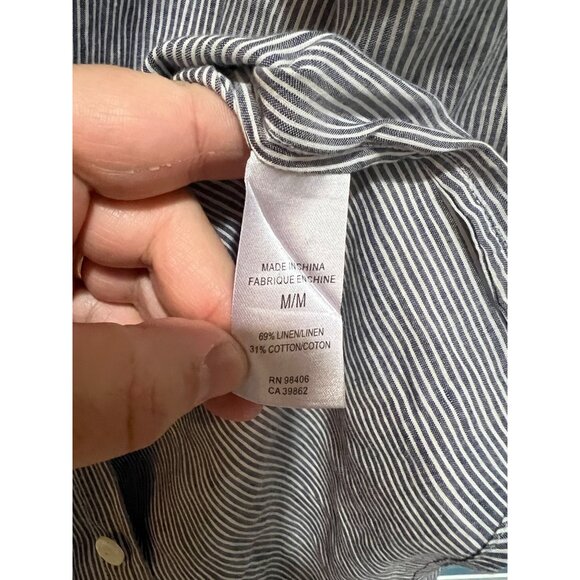 MADE IN CHINA
FABRIQUE EN CHINE
M/M
69% LINEN/LINEN
31% COTTON/COTON
RN 98406
CA 39862